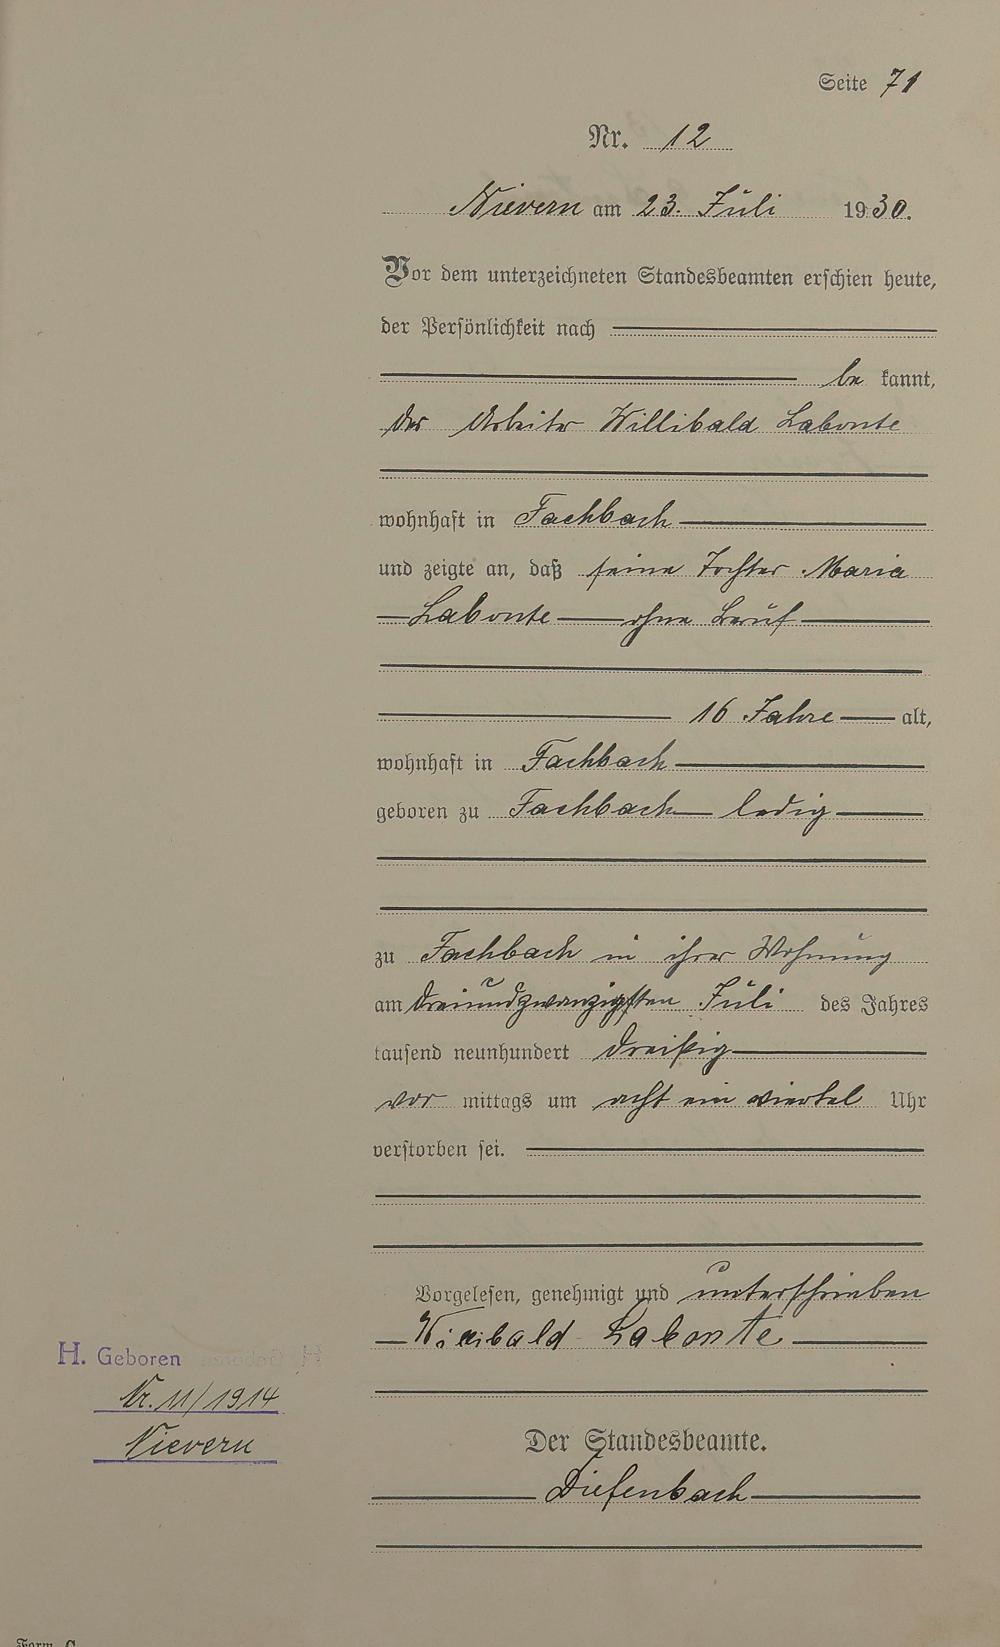 Seite 71
Nr. 12
Nievern am 23. Juli 1930.
Vor dem unterzeichneten Standesbeamten erschien heute,
der Persönlichkeit nach
be kannt,
der Arbeiter Willibald Labonte
wohnhaft in Fachbach
und zeigte an, daß seine Tochter Maria
Labonte ohne Beruf
16 Jahre alt,
wohnhaft in Fachbach
geboren zu Fachbach ledig
zu Fachbach in ihrer Wohnung
am dreiundzwanzigsten Juli des Jahres
tausend neunhundert dreißig
vor mittags um acht ein viertel Uhr
verstorben sei.
Vorgelesen, genehmigt und unterschrieben
Willibald Labonte
H. Geboren
Nr. 11/1914
Nievern
Der Standesbeamte.
Diefenbach
Form. C